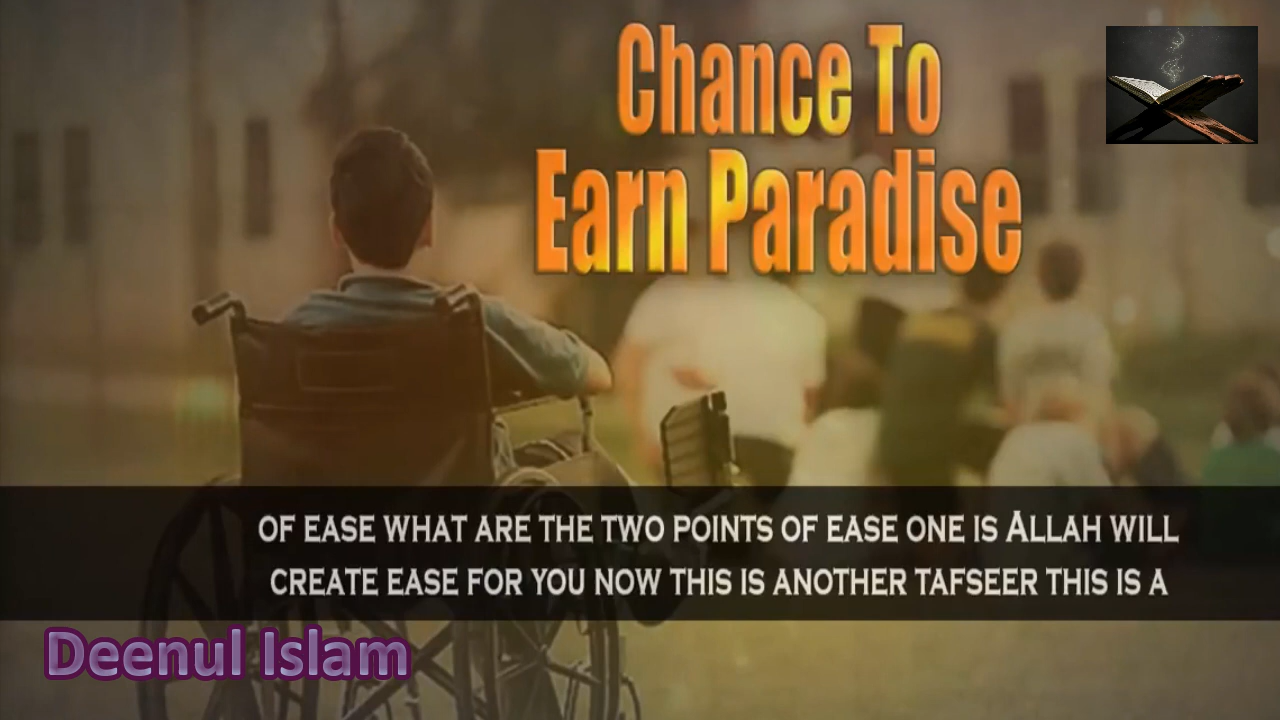 Chance To
Earn Paradise
OF EASE WHAT ARE THE TWO POINTS OF EASE ONE IS ALLAH WILL
CREATE EASE FOR YOU NOW THIS IS ANOTHER TAFSEER THIS IS A
Deenul Islam